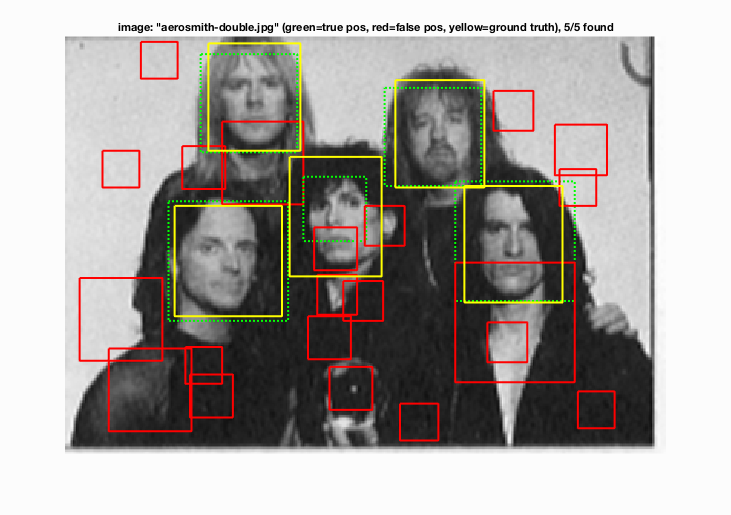 image: "aerosmith-double.jpg" (green=true pos, red=false pos, yellow=ground truth), 5/5 found